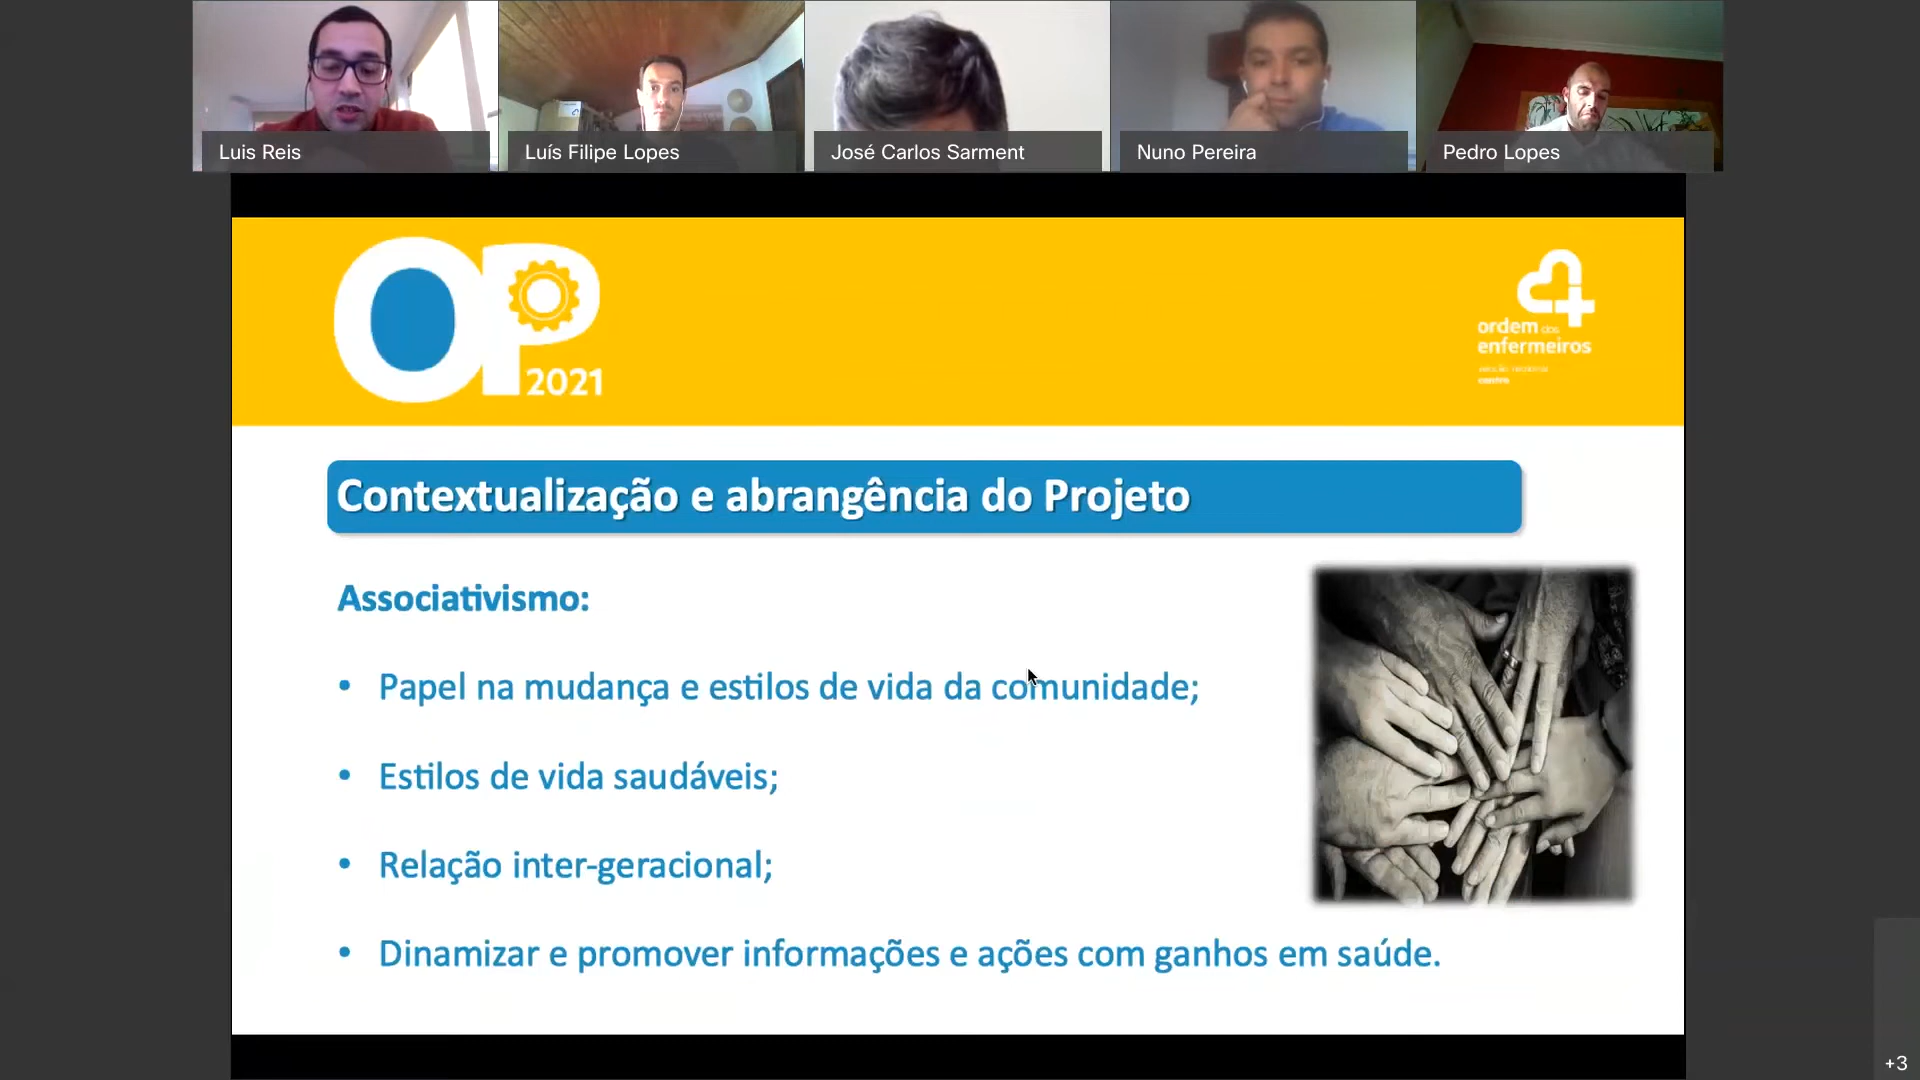 Luis Reis
Luís Filipe Lopes
José Carlos Sarment
Nuno Pereira
Pedro Lopes
OP
2021
ordem dos
enfermeiros
centro
Contextualização e abrangência do Projeto
Associativismo:
• Papel na mudança e estilos de vida da comunidade;
• Estilos de vida saudáveis;
• Relação inter-geracional;
• Dinamizar e promover informações e ações com ganhos em saúde.
+3